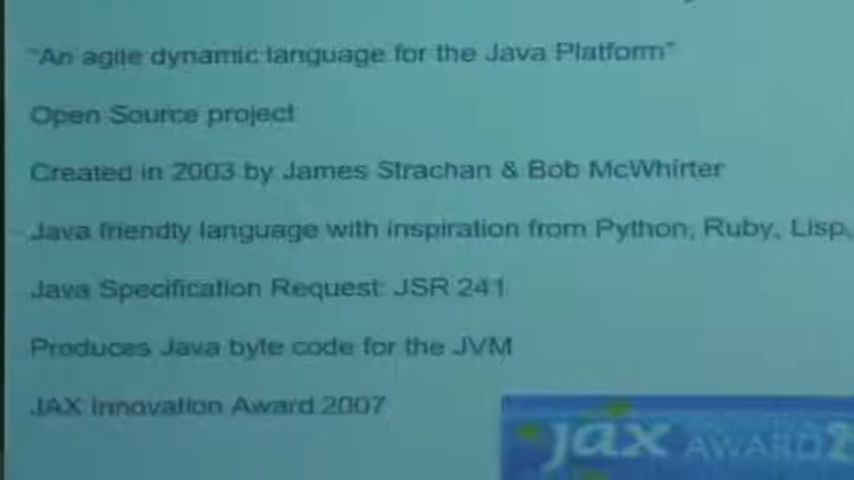 "An agile dynamic language for the Java Platform"
Open Source project
Created in 2003 by James Strachan & Bob McWhirter
Java friendly language with inspiration from Python, Ruby, Lisp,
Java Specification Request: JSR 241
Produces Java byte code for the JVM
JAX Innovation Award 2007
jax AWARD 2